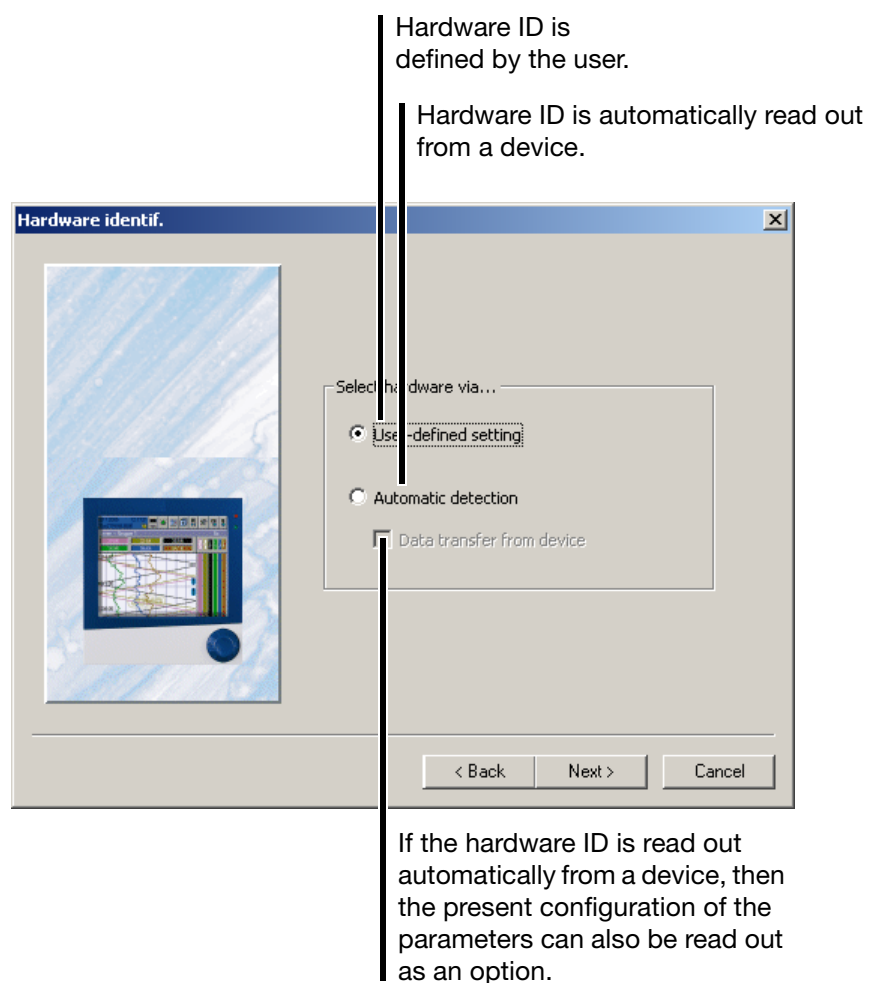 Hardware ID is
defined by the user.
Hardware ID is automatically read out
from a device.
Hardware identif.
Select hardware via...
User-defined setting
Automatic detection
Data transfer from device
< Back
Next >
Cancel
If the hardware ID is read out
automatically from a device, then
the present configuration of the
parameters can also be read out
as an option.